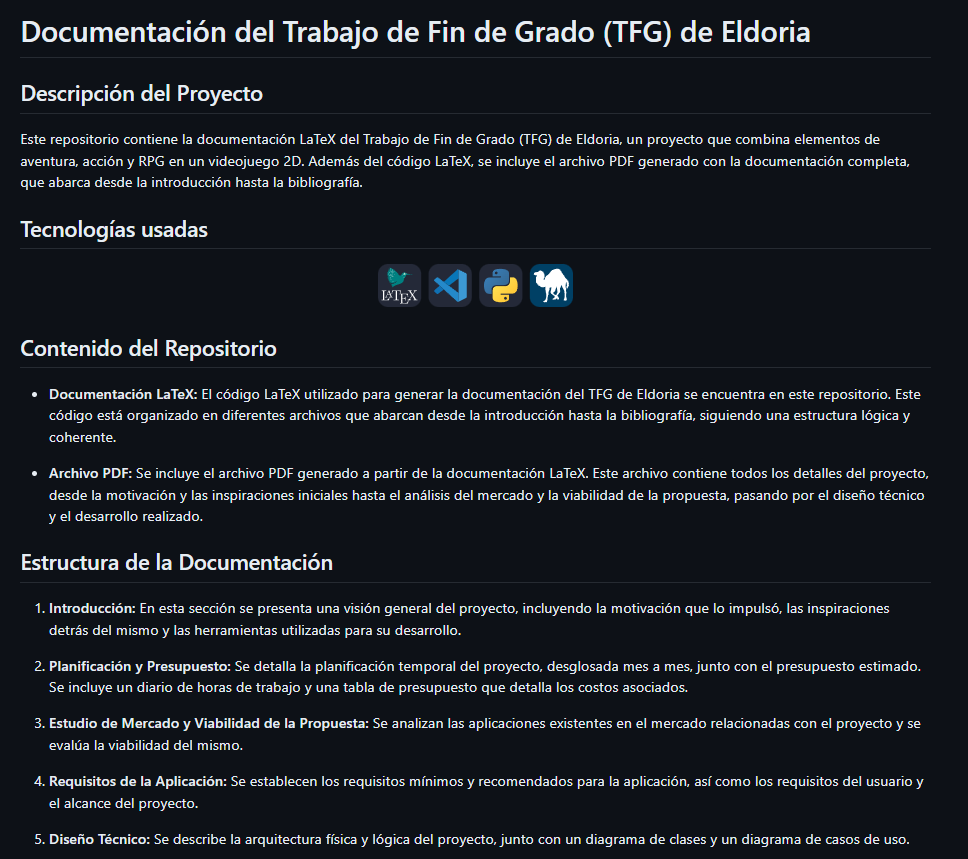 Documentación del Trabajo de Fin de Grado (TFG) de Eldoria
Descripción del Proyecto
Este repositorio contiene la documentación LaTeX del Trabajo de Fin de Grado (TFG) de Eldoria, un proyecto que combina elementos de
aventura, acción y RPG en un videojuego 2D. Además del código LaTeX, se incluye el archivo PDF generado con la documentación completa,
que abarca desde la introducción hasta la bibliografía.
Tecnologías usadas
LATEX
Contenido del Repositorio
• Documentación LaTeX: El código LaTeX utilizado para generar la documentación del TFG de Eldoria se encuentra en este repositorio. Este
código está organizado en diferentes archivos que abarcan desde la introducción hasta la bibliografía, siguiendo una estructura lógica y
coherente.
• Archivo PDF: Se incluye el archivo PDF generado a partir de la documentación LaTeX. Este archivo contiene todos los detalles del proyecto,
desde la motivación y las inspiraciones iniciales hasta el análisis del mercado y la viabilidad de la propuesta, pasando por el diseño técnico
y el desarrollo realizado.
Estructura de la Documentación
1. Introducción: En esta sección se presenta una visión general del proyecto, incluyendo la motivación que lo impulsó, las inspiraciones
detrás del mismo y las herramientas utilizadas para su desarrollo.
2. Planificación y Presupuesto: Se detalla la planificación temporal del proyecto, desglosada mes a mes, junto con el presupuesto estimado.
Se incluye un diario de horas de trabajo y una tabla de presupuesto que detalla los costos asociados.
3. Estudio de Mercado y Viabilidad de la Propuesta: Se analizan las aplicaciones existentes en el mercado relacionadas con el proyecto y se
evalúa la viabilidad del mismo.
4. Requisitos de la Aplicación: Se establecen los requisitos mínimos y recomendados para la aplicación, así como los requisitos del usuario y
el alcance del proyecto.
5. Diseño Técnico: Se describe la arquitectura física y lógica del proyecto, junto con un diagrama de clases y un diagrama de casos de uso.